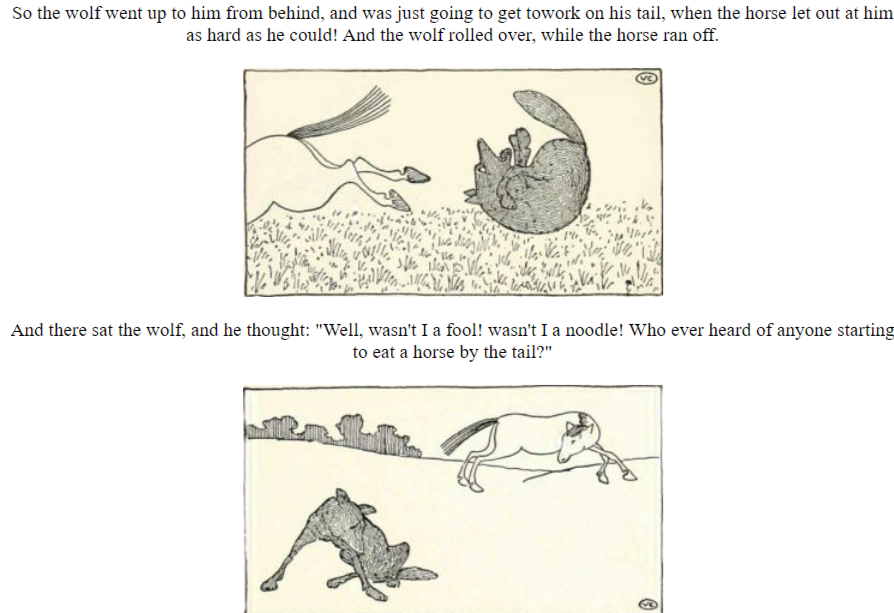 So the wolf went up to him from behind, and was just going to get towork on his tail, when the horse let out at him
as hard as he could! And the wolf rolled over, while the horse ran off.
VC
And there sat the wolf, and he thought: "Well, wasn't I a fool! wasn't I a noodle! Who ever heard of anyone starting
to eat a horse by the tail?"
VC